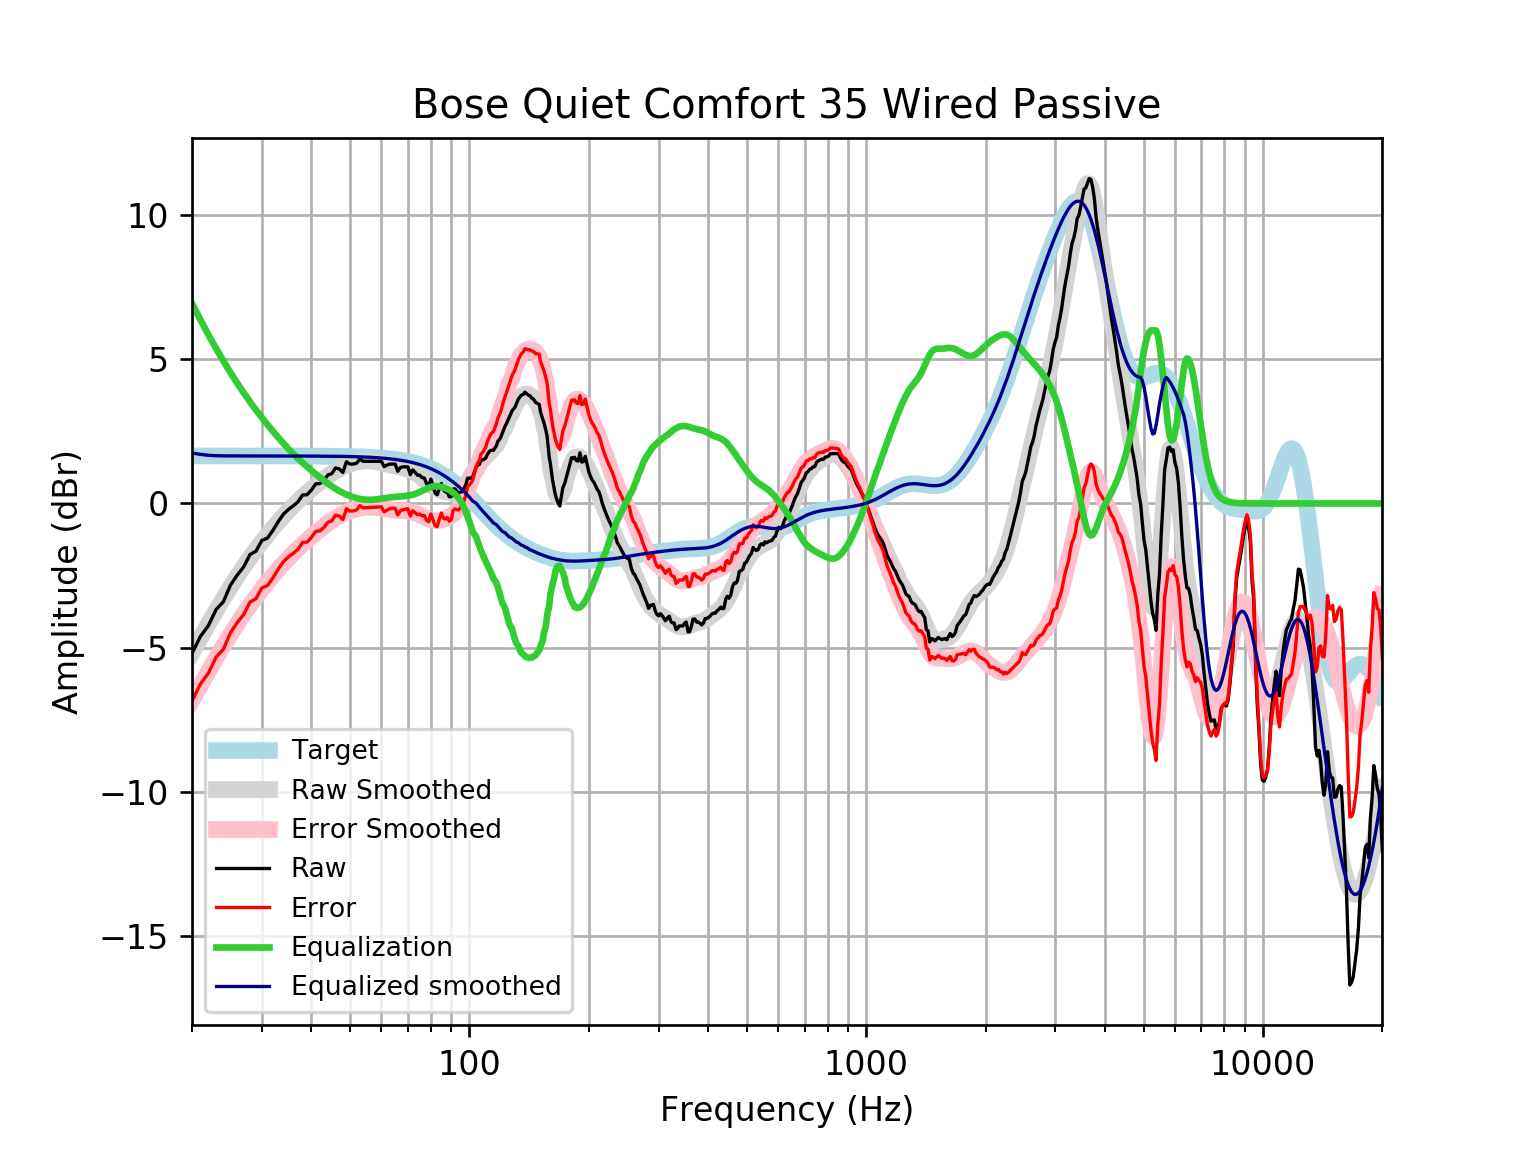 Bose Quiet Comfort 35 Wired Passive
Amplitude (dBr)
10
5
0
−5
−10
−15
Target
Raw Smoothed
Error Smoothed
Raw
Error
Equalization
Equalized smoothed
100 1000 10000
Frequency (Hz)